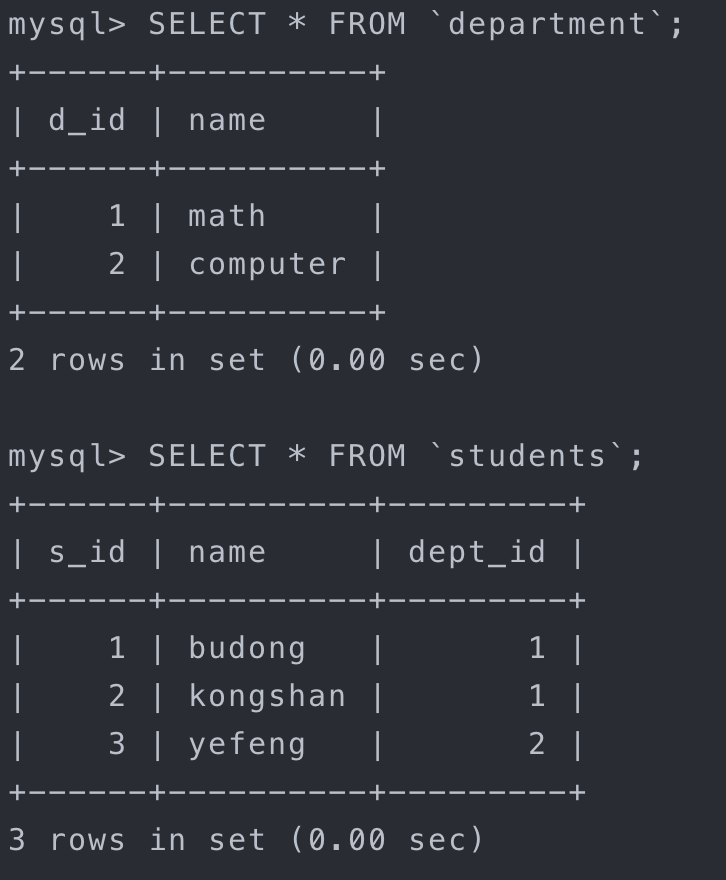 mysql> SELECT * FROM `department`;
+------+----------+
| d_id | name     |
+------+----------+
|    1 | math     |
|    2 | computer |
+------+----------+
2 rows in set (0.00 sec)

mysql> SELECT * FROM `students`;
+------+----------+---------+
| s_id | name     | dept_id |
+------+----------+---------+
|    1 | budong   |       1 |
|    2 | kongshan |       1 |
|    3 | yefeng   |       2 |
+------+----------+---------+
3 rows in set (0.00 sec)